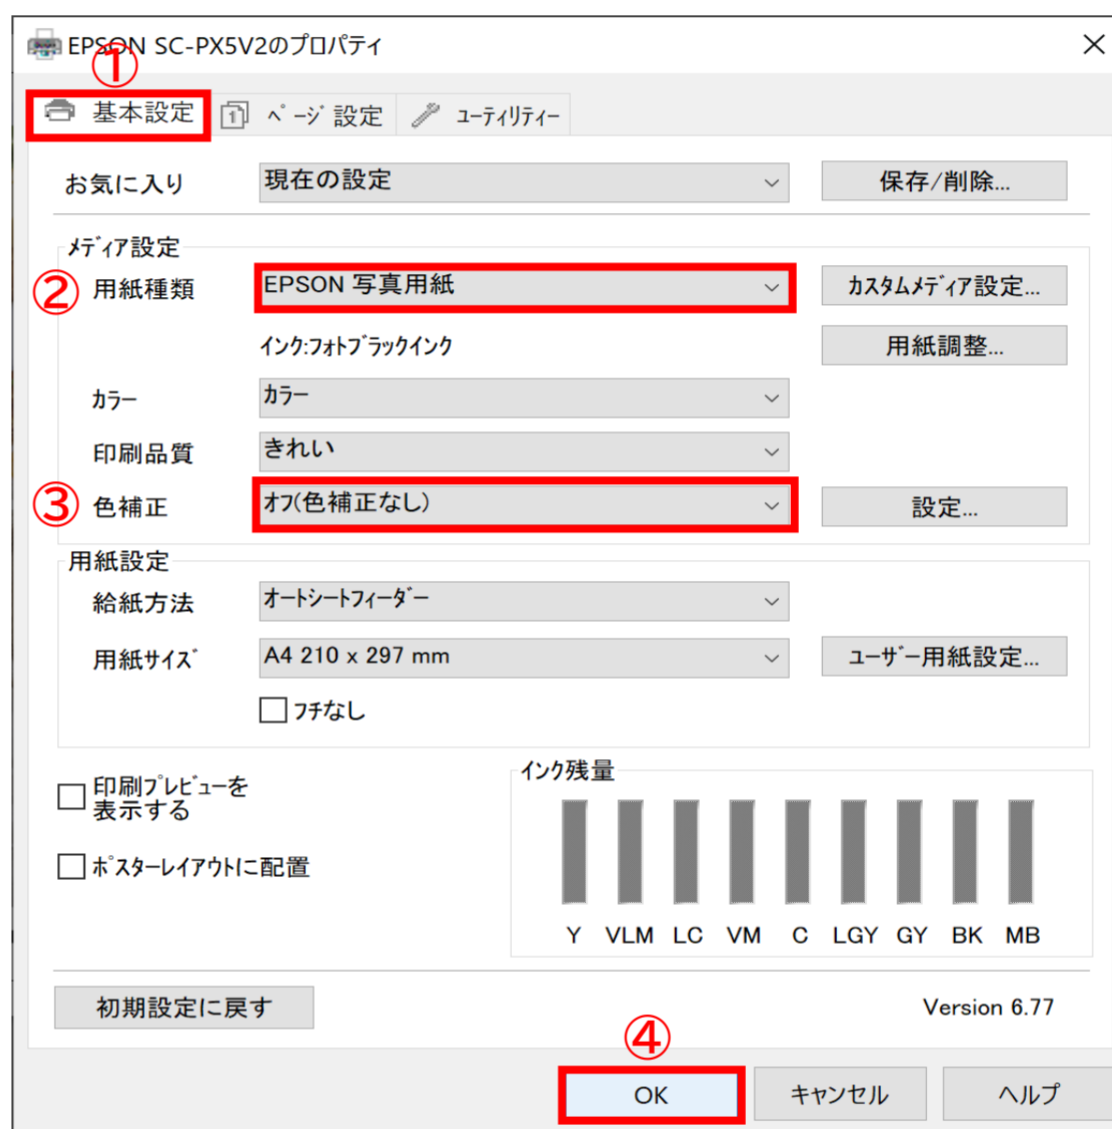 EPSON SC-PX5V2のプロパティ
①
基本設定 1 ページ設定 ユーティリティー
お気に入り 現在の設定 保存/削除...
メディア設定
② 用紙種類 EPSON 写真用紙 カスタムメディア設定...
インク:フォトブラックインク 用紙調整...
カラー カラー
印刷品質 きれい
③ 色補正 オフ(色補正なし) 設定...
用紙設定
給紙方法 オートシートフィーダー
用紙サイズ A4 210 x 297 mm ユーザー用紙設定...
フチなし
印刷プレビューを
表示する
インク残量
ポスターレイアウトに配置
Y VLM LC VM C LGY GY BK MB
初期設定に戻す Version 6.77
④
OK キャンセル ヘルプ